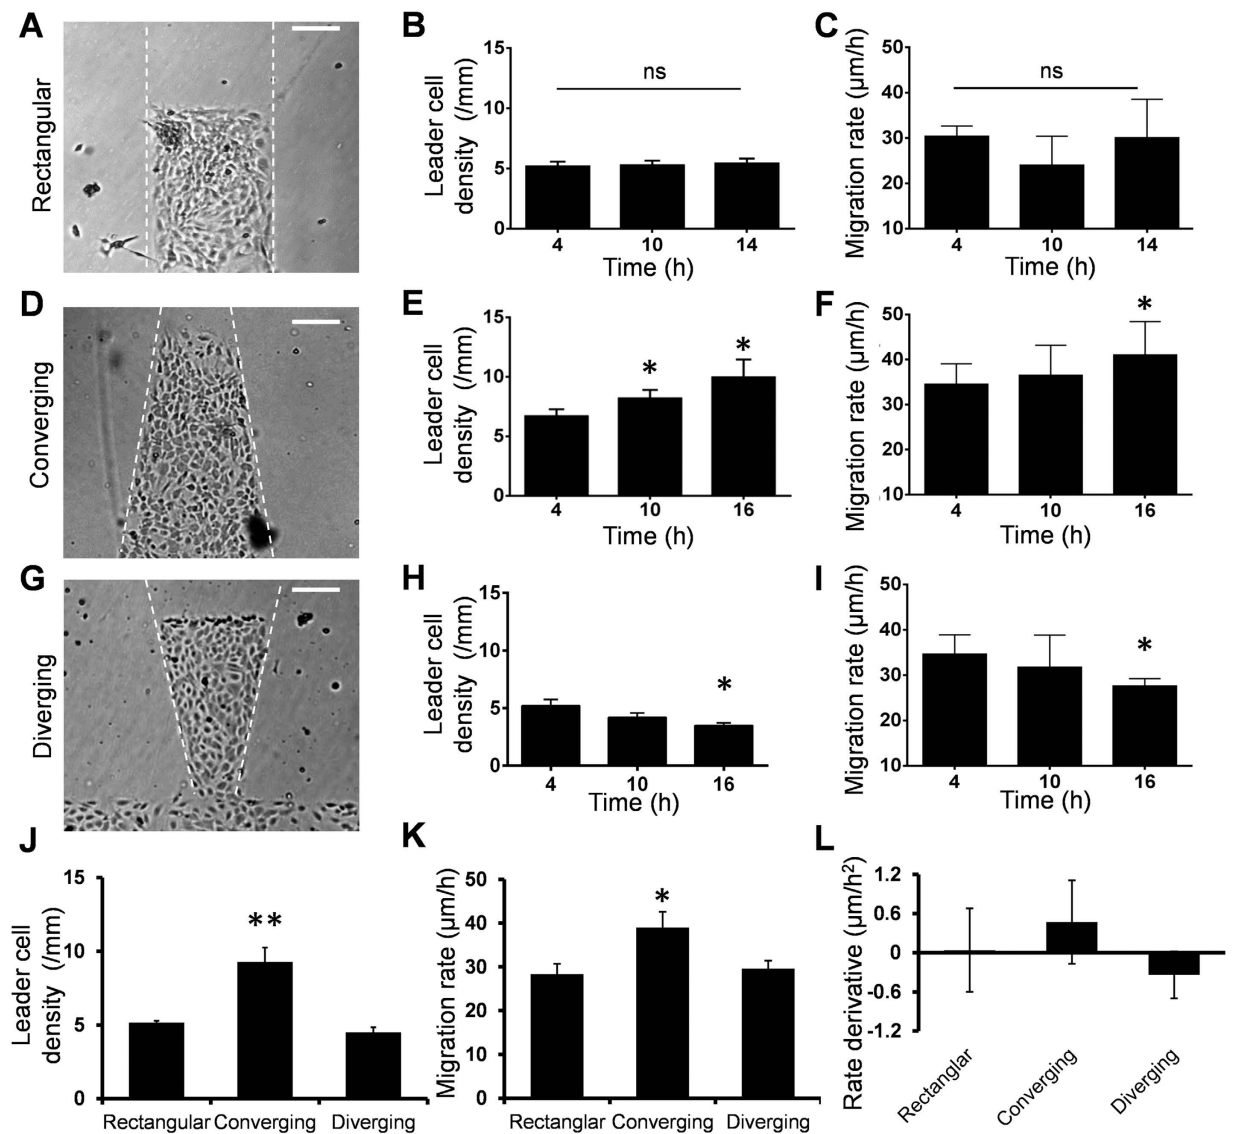 A
Rectangular
B
Leader cell
density (/mm)
15
10
5
0
ns
4 10 14
Time (h)
C
Migration rate (µm/h)
50
40
30
20
10
ns
4 10 14
Time (h)
D
Converging
E
Leader cell
density (/mm)
15
10
5
0
* *
4 10 16
Time (h)
F
Migration rate (µm/h)
50
40
30
20
10
*
4 10 16
Time (h)
G
Diverging
H
Leader cell
density (/mm)
15
10
5
0
*
4 10 16
Time (h)
I
Migration rate (µm/h)
50
40
30
20
10
*
4 10 16
Time (h)
J
Leader cell
density (/mm)
15
10
5
0
**
Rectangular Converging Diverging
K
Migration rate (µm/h)
50
40
30
20
10
0
*
Rectanglar Converging Diverging
L
Rate derivative (µm/h²)
1.2
0.6
0
-0.6
-1.2
Rectanglar
Converging
Diverging